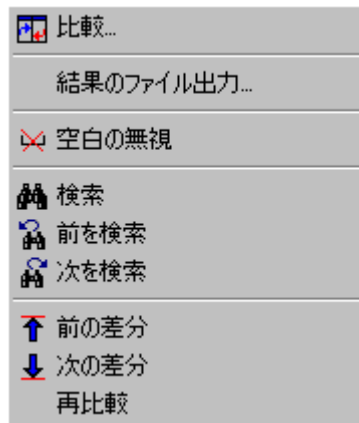 比較...
結果のファイル出力...
空白の無視
検索
前を検索
次を検索
前の差分
次の差分
再比較